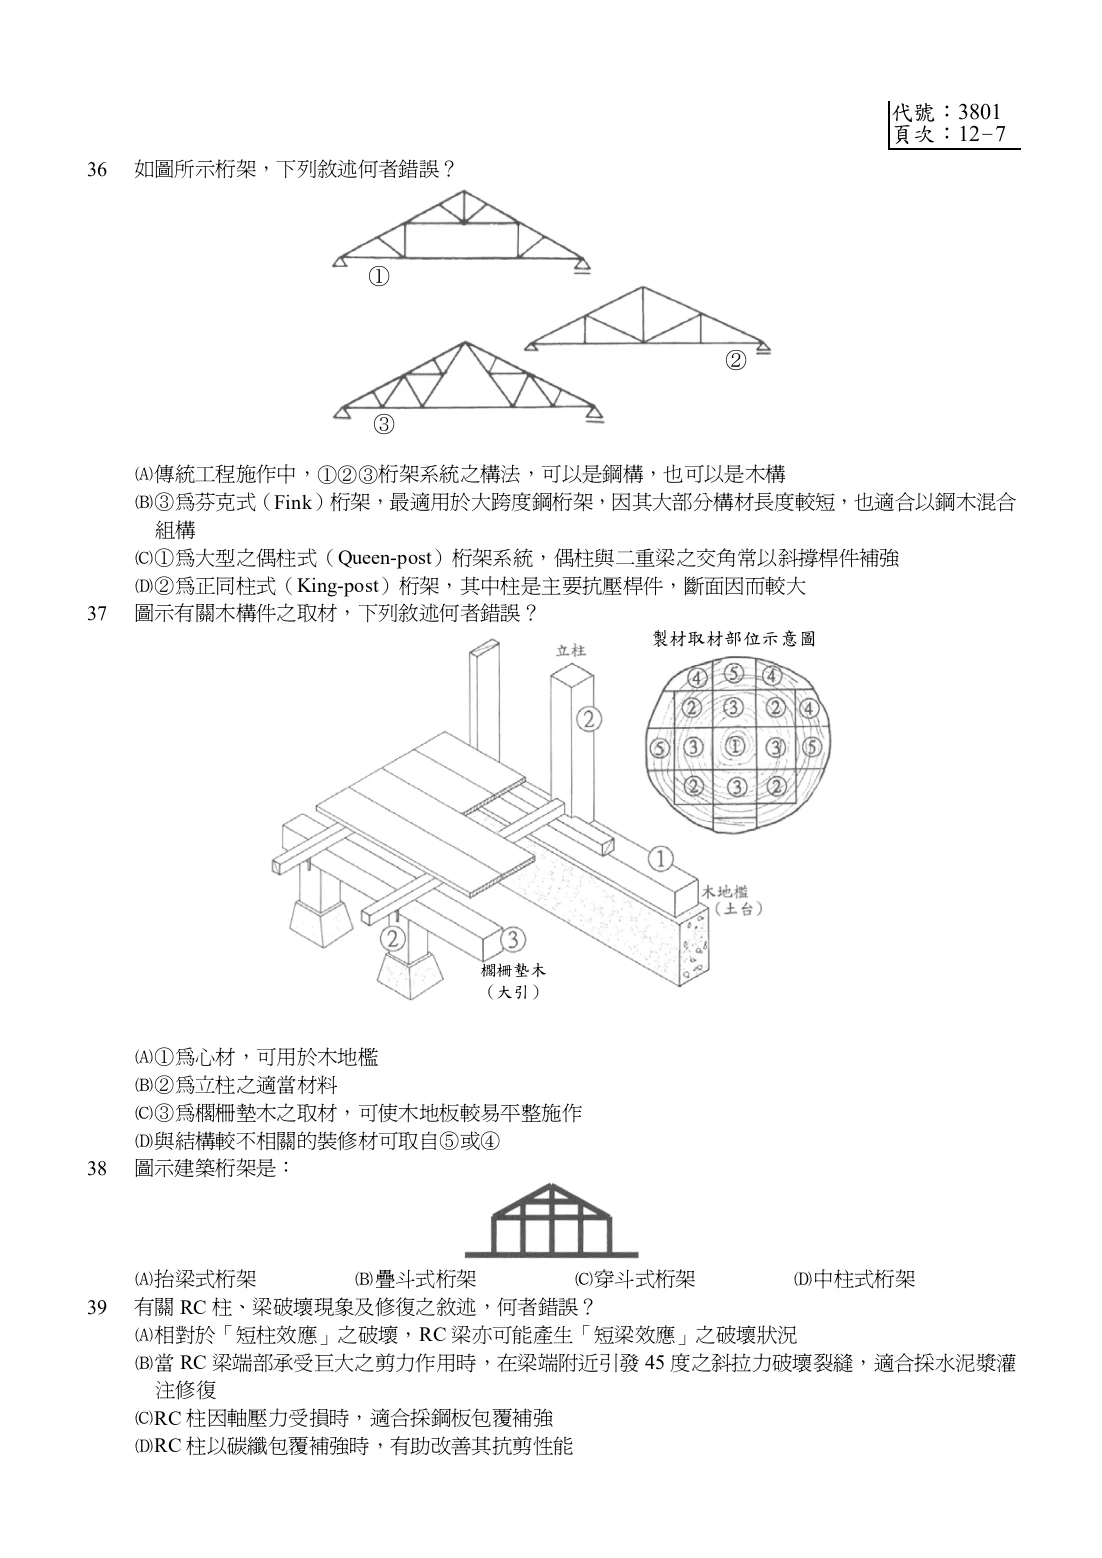 代號：3801
頁次：12－7
36 如圖所示桁架，下列敘述何者錯誤？
①
②
③
(A)傳統工程施作中，①②③桁架系統之構法，可以是鋼構，也可以是木構
(B)③為芬克式（Fink）桁架，最適用於大跨度鋼桁架，因其大部分構材長度較短，也適合以鋼木混合
組構
(C)①為大型之偶柱式（Queen-post）桁架系統，偶柱與二重梁之交角常以斜撐桿件補強
(D)②為正同柱式（King-post）桁架，其中柱是主要抗壓桿件，斷面因而較大
37 圖示有關木構件之取材，下列敘述何者錯誤？
製材取材部位示意圖
立柱
④ ⑤ ④
② ② ③ ② ④
⑤ ③ ① ③ ⑤
② ③ ②
①
木地檻
（土台）
② ③
欄柵墊木
（大引）
(A)①為心材，可用於木地檻
(B)②為立柱之適當材料
(C)③為欄柵墊木之取材，可使木地板較易平整施作
(D)與結構較不相關的裝修材可取自⑤或④
38 圖示建築桁架是：
(A)抬梁式桁架 (B)疊斗式桁架 (C)穿斗式桁架 (D)中柱式桁架
39 有關 RC 柱、梁破壞現象及修復之敘述，何者錯誤？
(A)相對於「短柱效應」之破壞，RC 梁亦可能產生「短梁效應」之破壞狀況
(B)當 RC 梁端部承受巨大之剪力作用時，在梁端附近引發 45 度之斜拉力破壞裂縫，適合採水泥漿灌
注修復
(C)RC 柱因軸壓力受損時，適合採鋼板包覆補強
(D)RC 柱以碳纖包覆補強時，有助改善其抗剪性能